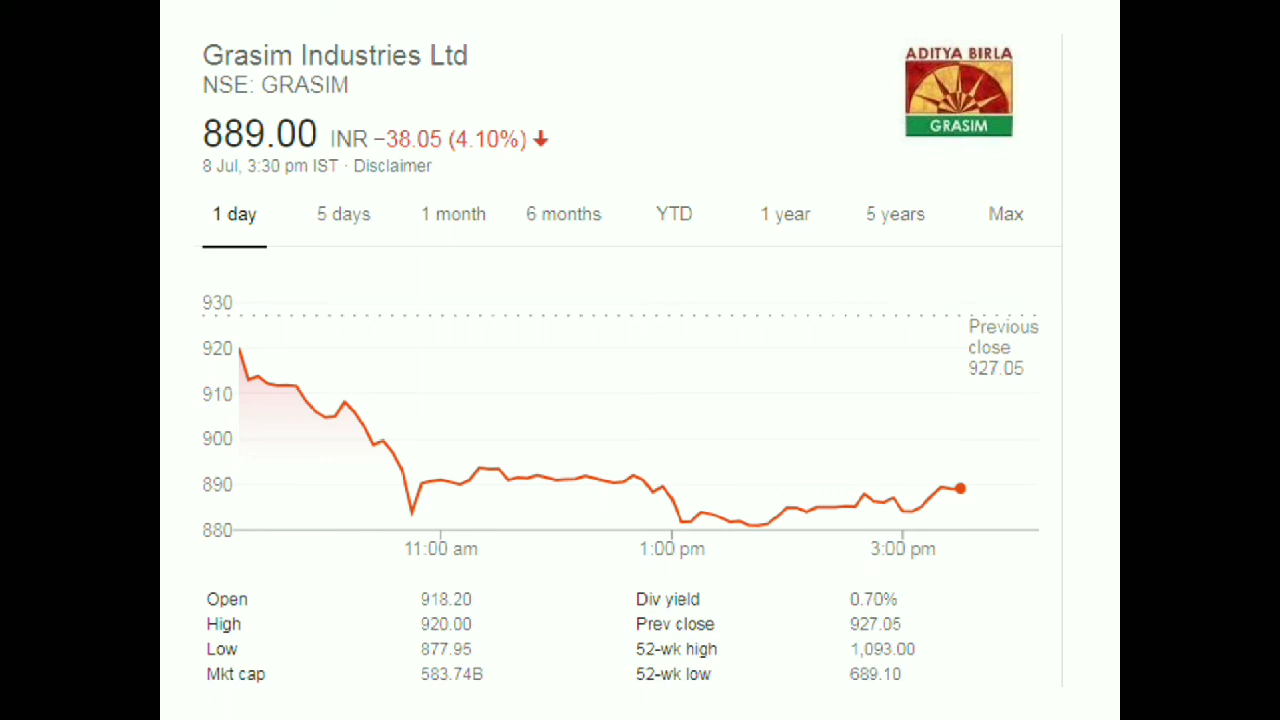 Grasim Industries Ltd
NSE: GRASIM
ADITYA BIRLA
GRASIM
889.00 INR −38.05 (4.10%) ↓
8 Jul, 3:30 pm IST · Disclaimer
1 day 5 days 1 month 6 months YTD 1 year 5 years Max
930
Previous
close
927.05
920
910
900
890
880
11:00 am 1:00 pm 3:00 pm
Open 918.20 Div yield 0.70%
High 920.00 Prev close 927.05
Low 877.95 52-wk high 1,093.00
Mkt cap 583.74B 52-wk low 689.10